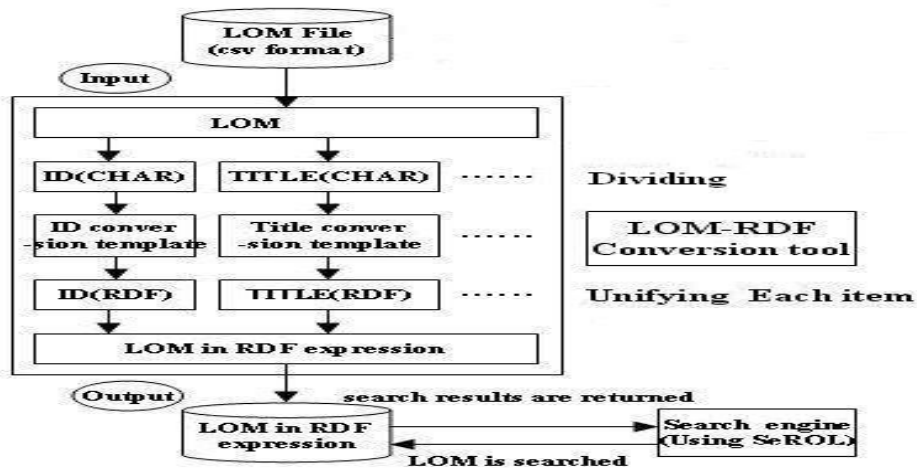 LOM File
(csv format)
Input
LOM
ID(CHAR)
TITLE(CHAR)
......
Dividing
ID conver
-sion template
Title conver
-sion template
......
LOM-RDF
Conversion tool
ID(RDF)
TITLE(RDF)
......
Unifying Each item
LOM in RDF expression
Output
search results are returned
LOM in RDF
expression
Search engine
(Using SeROL)
LOM is searched